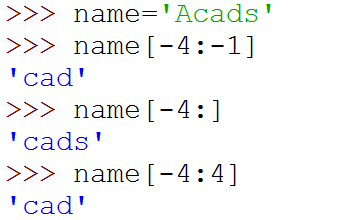 >>> name='Acads'
>>> name[-4:-1]
'cad'
>>> name[-4:]
'cads'
>>> name[-4:4]
'cad'